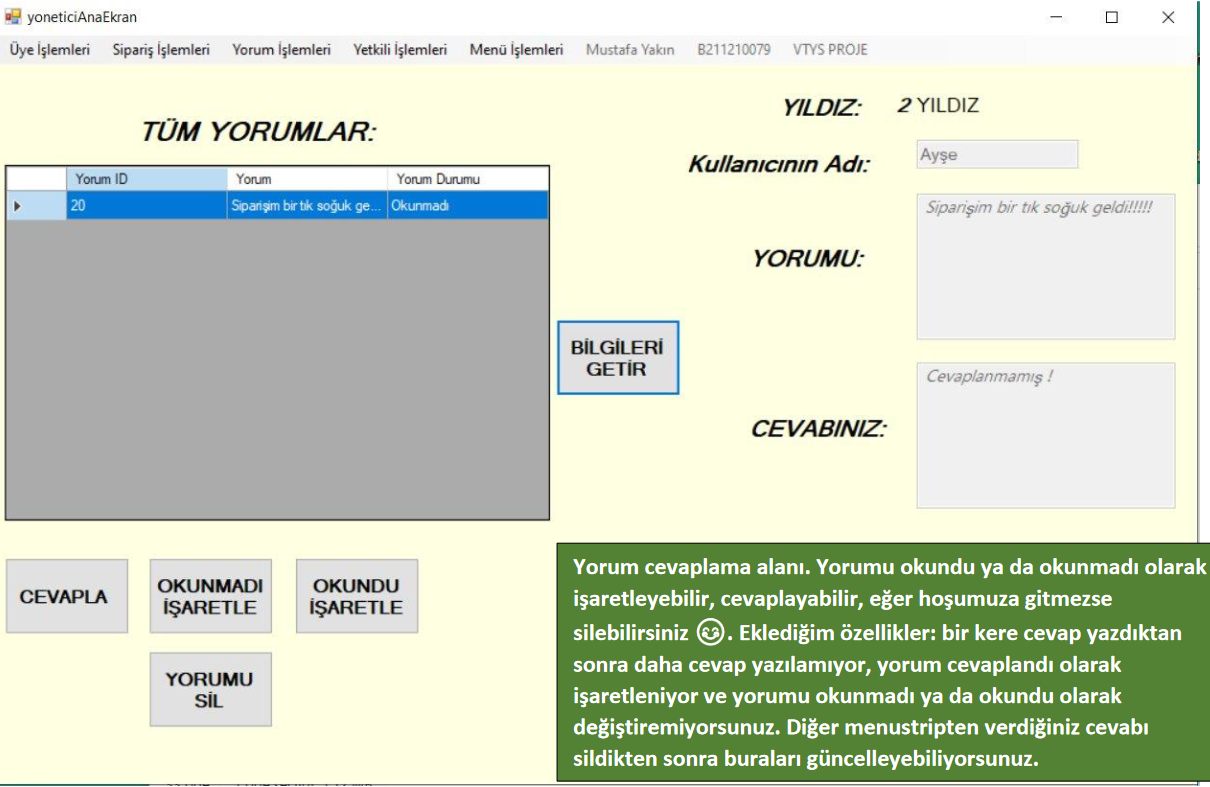 yoneticiAnaEkran
Üye İşlemleri Sipariş İşlemleri Yorum İşlemleri Yetkili İşlemleri Menü İşlemleri Mustafa Yakın B211210079 VTYS PROJE
TÜM YORUMLAR:
Yorum ID Yorum Yorum Durumu
20 Siparişim bir tık soğuk ge... Okunmadı
YILDIZ: 2 YILDIZ
Kullanıcının Adı: Ayşe
YORUMU:
Siparişim bir tık soğuk geldi!!!!!
BİLGİLERİ
GETİR
CEVABINIZ:
Cevaplanmamış !
CEVAPLA
OKUNMADI
İŞARETLE
OKUNDU
İŞARETLE
YORUMU
SİL
Yorum cevaplama alanı. Yorumu okundu ya da okunmadı olarak
işaretleyebilir, cevaplayabilir, eğer hoşumuza gitmezse
silebilirsiniz 😊. Eklediğim özellikler: bir kere cevap yazdıktan
sonra daha cevap yazılamıyor, yorum cevaplandı olarak
işaretleniyor ve yorumu okunmadı ya da okundu olarak
değiştiremiyorsunuz. Diğer menustripten verdiğiniz cevabı
sildikten sonra buraları güncelleyebiliyorsunuz.